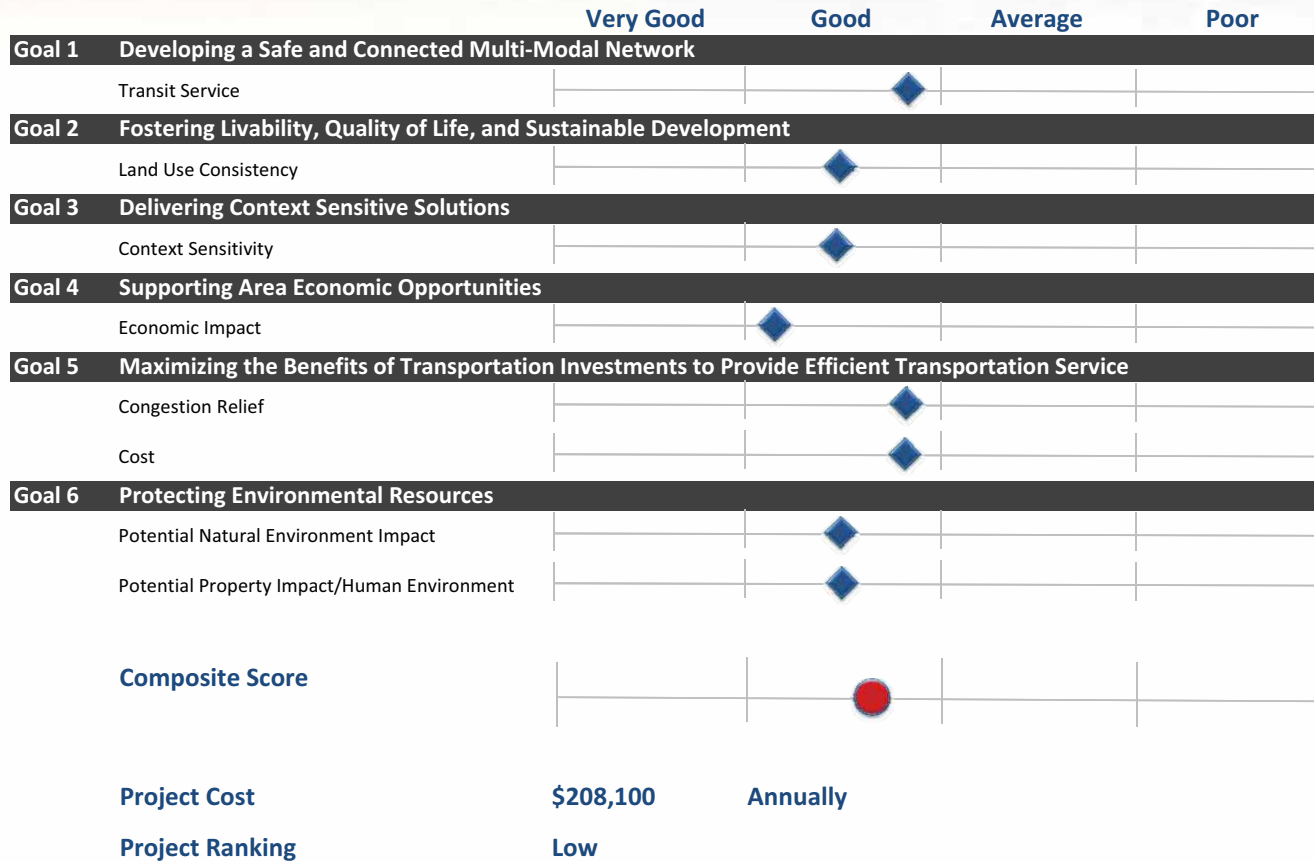 Very Good Good Average Poor
Goal 1 Developing a Safe and Connected Multi-Modal Network
Transit Service
Goal 2 Fostering Livability, Quality of Life, and Sustainable Development
Land Use Consistency
Goal 3 Delivering Context Sensitive Solutions
Context Sensitivity
Goal 4 Supporting Area Economic Opportunities
Economic Impact
Goal 5 Maximizing the Benefits of Transportation Investments to Provide Efficient Transportation Service
Congestion Relief
Cost
Goal 6 Protecting Environmental Resources
Potential Natural Environment Impact
Potential Property Impact/Human Environment
Composite Score
Project Cost $208,100 Annually
Project Ranking Low